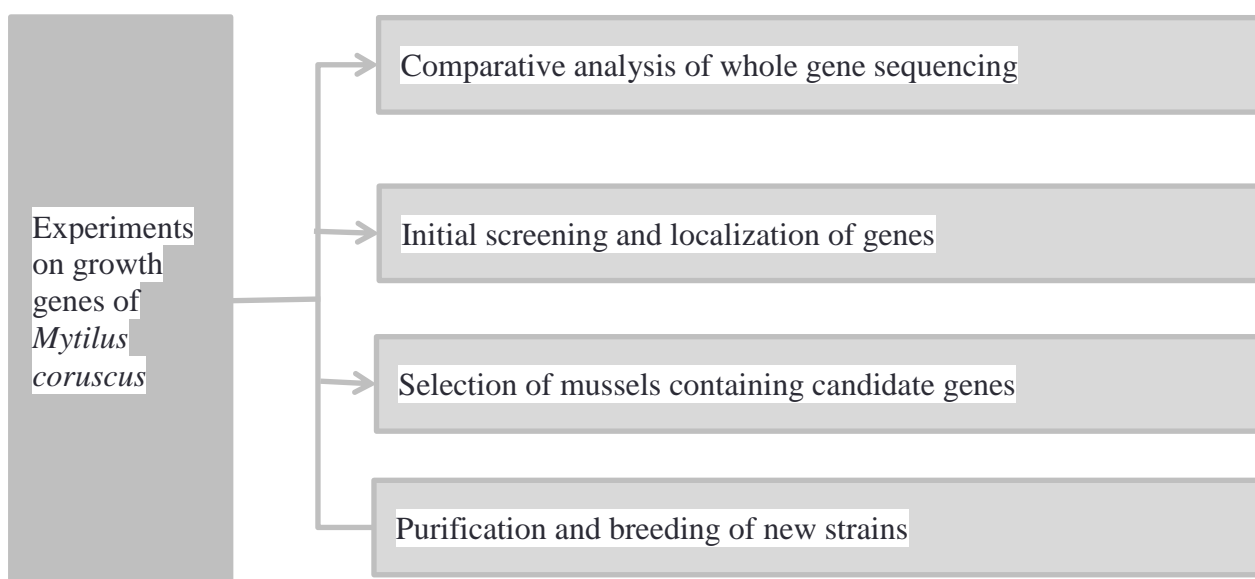 Experiments
on growth
genes of
Mytilus
coruscus
Comparative analysis of whole gene sequencing
Initial screening and localization of genes
Selection of mussels containing candidate genes
Purification and breeding of new strains